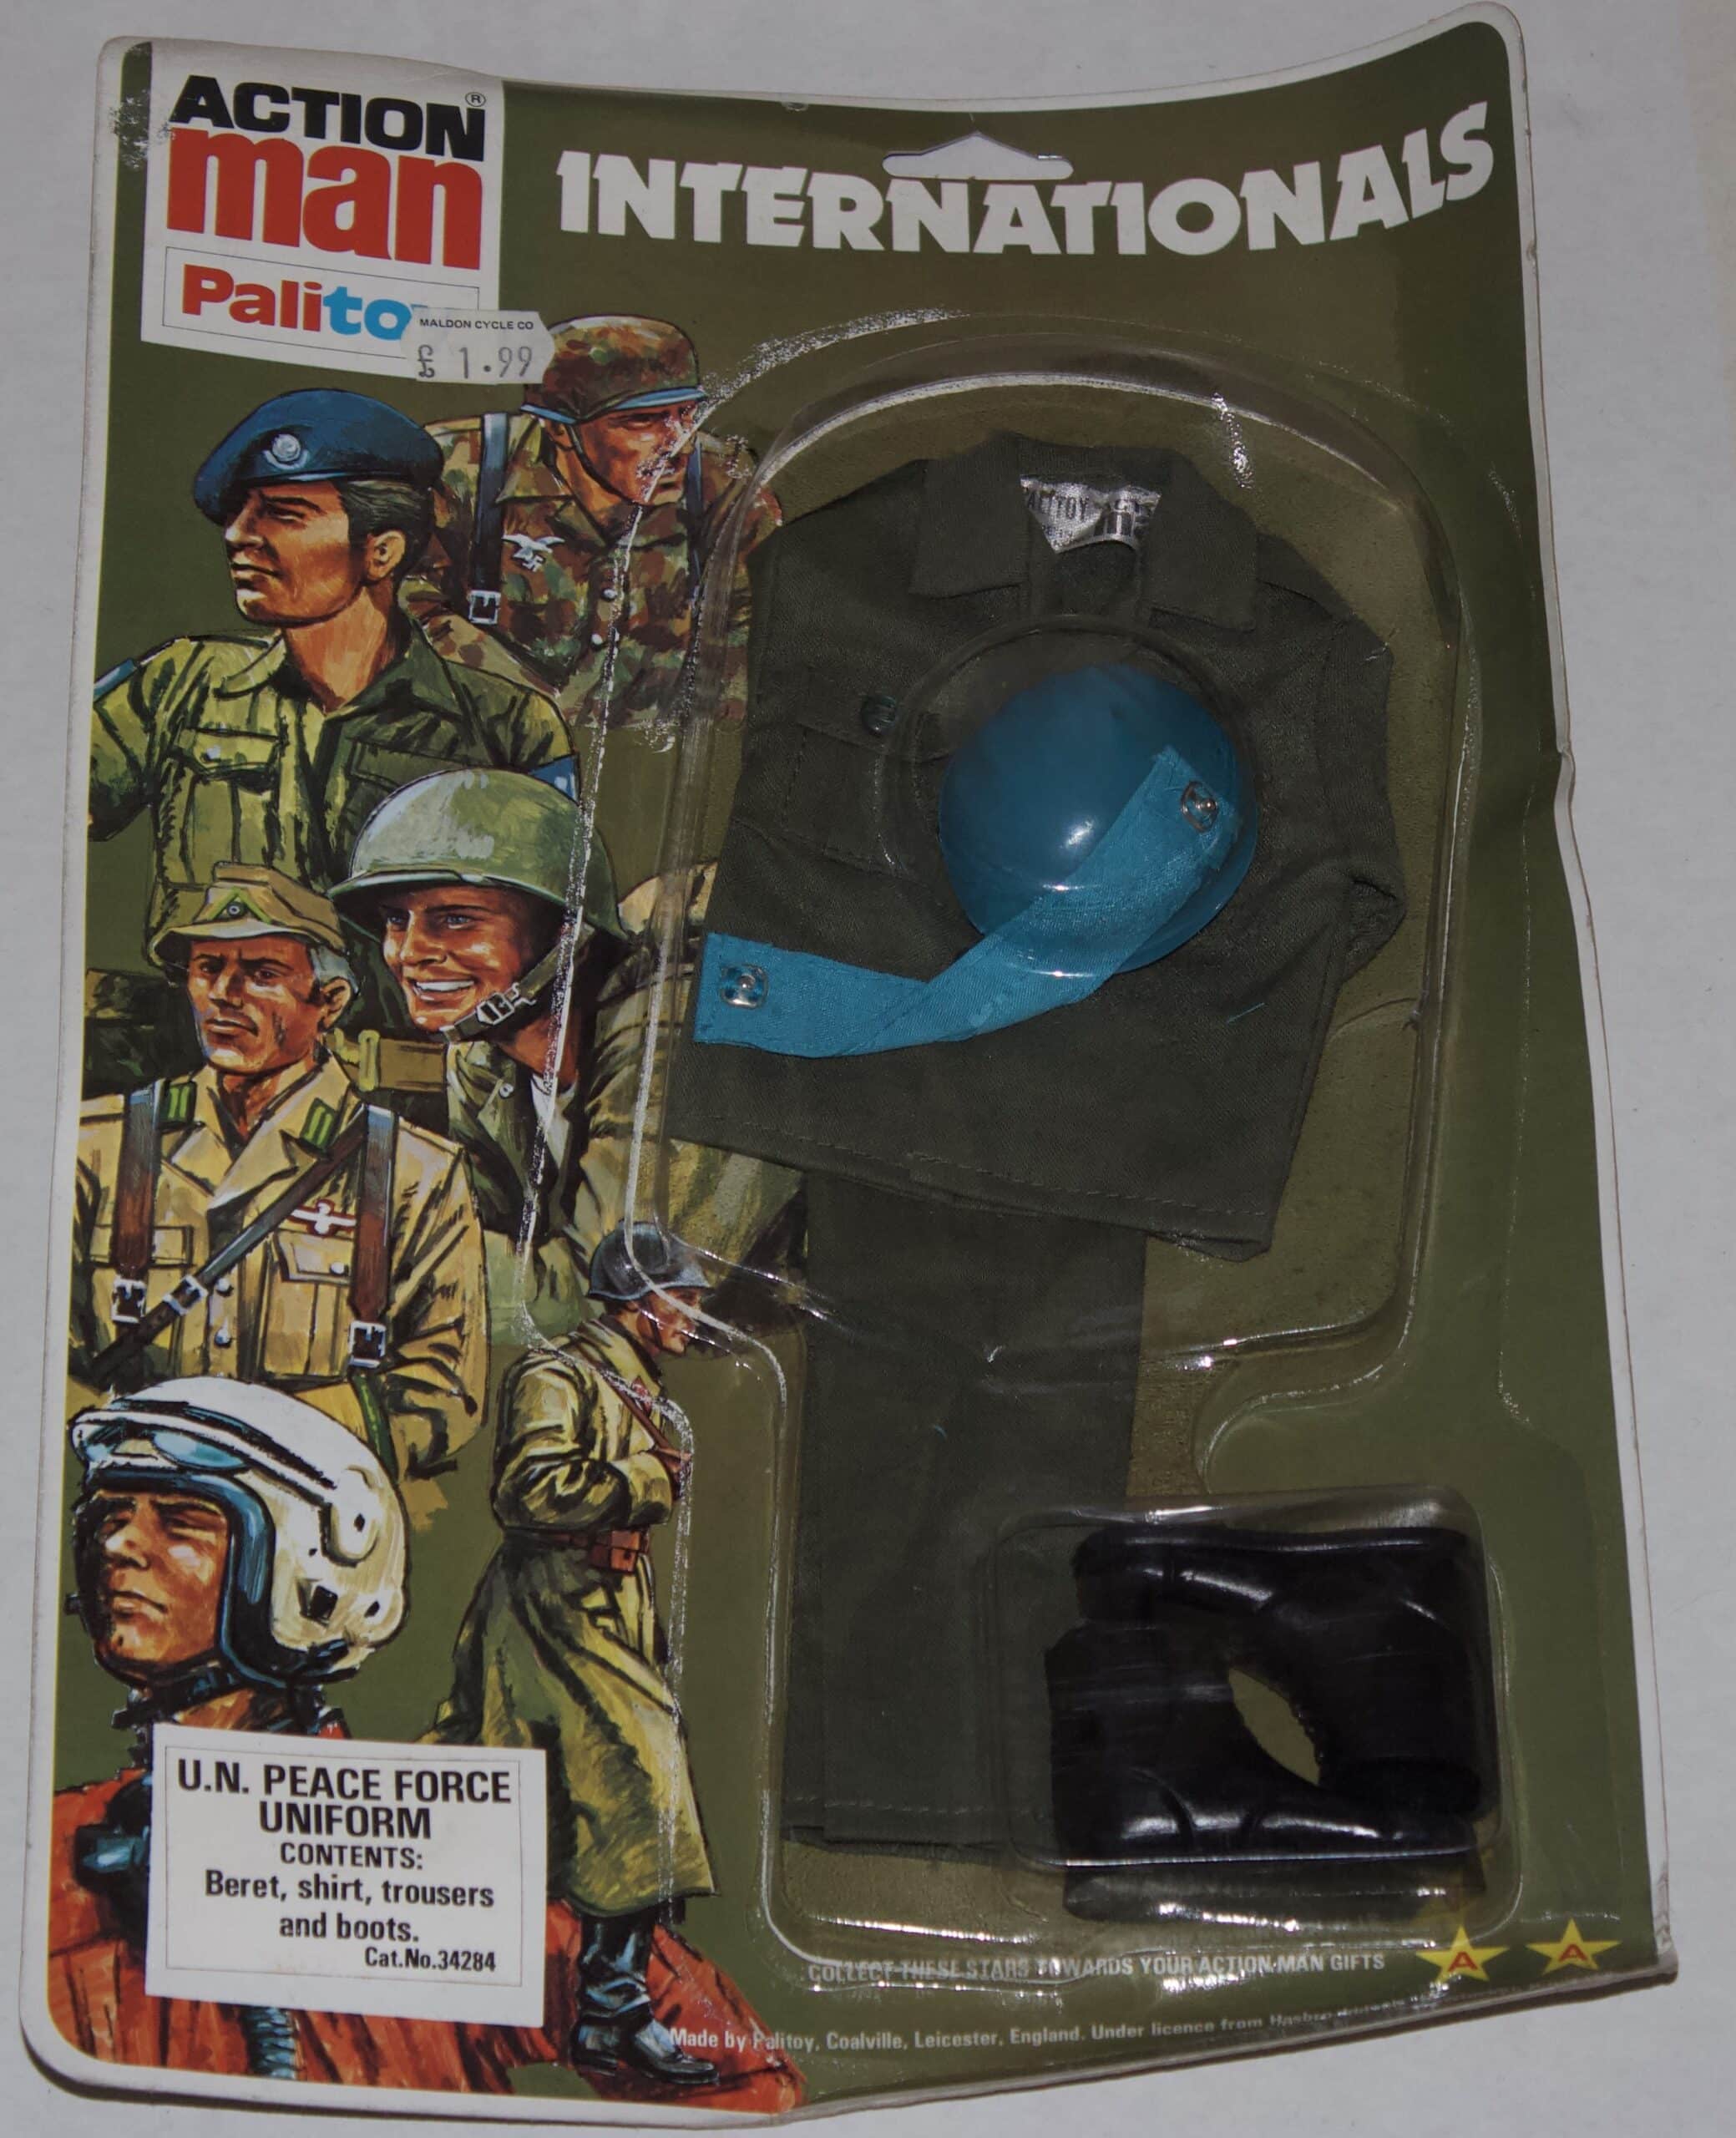 ACTION®
man
Palito
MALDON CYCLE CO
£ 1.99
INTERNATIONALS
U.N. PEACE FORCE
UNIFORM
CONTENTS:
Beret, shirt, trousers
and boots.
Cat.No.34284
COLLECT THESE STARS TOWARDS YOUR ACTION MAN GIFTS
A A
Made by Palitoy, Coalville, Leicester, England. Under licence from Hasbro